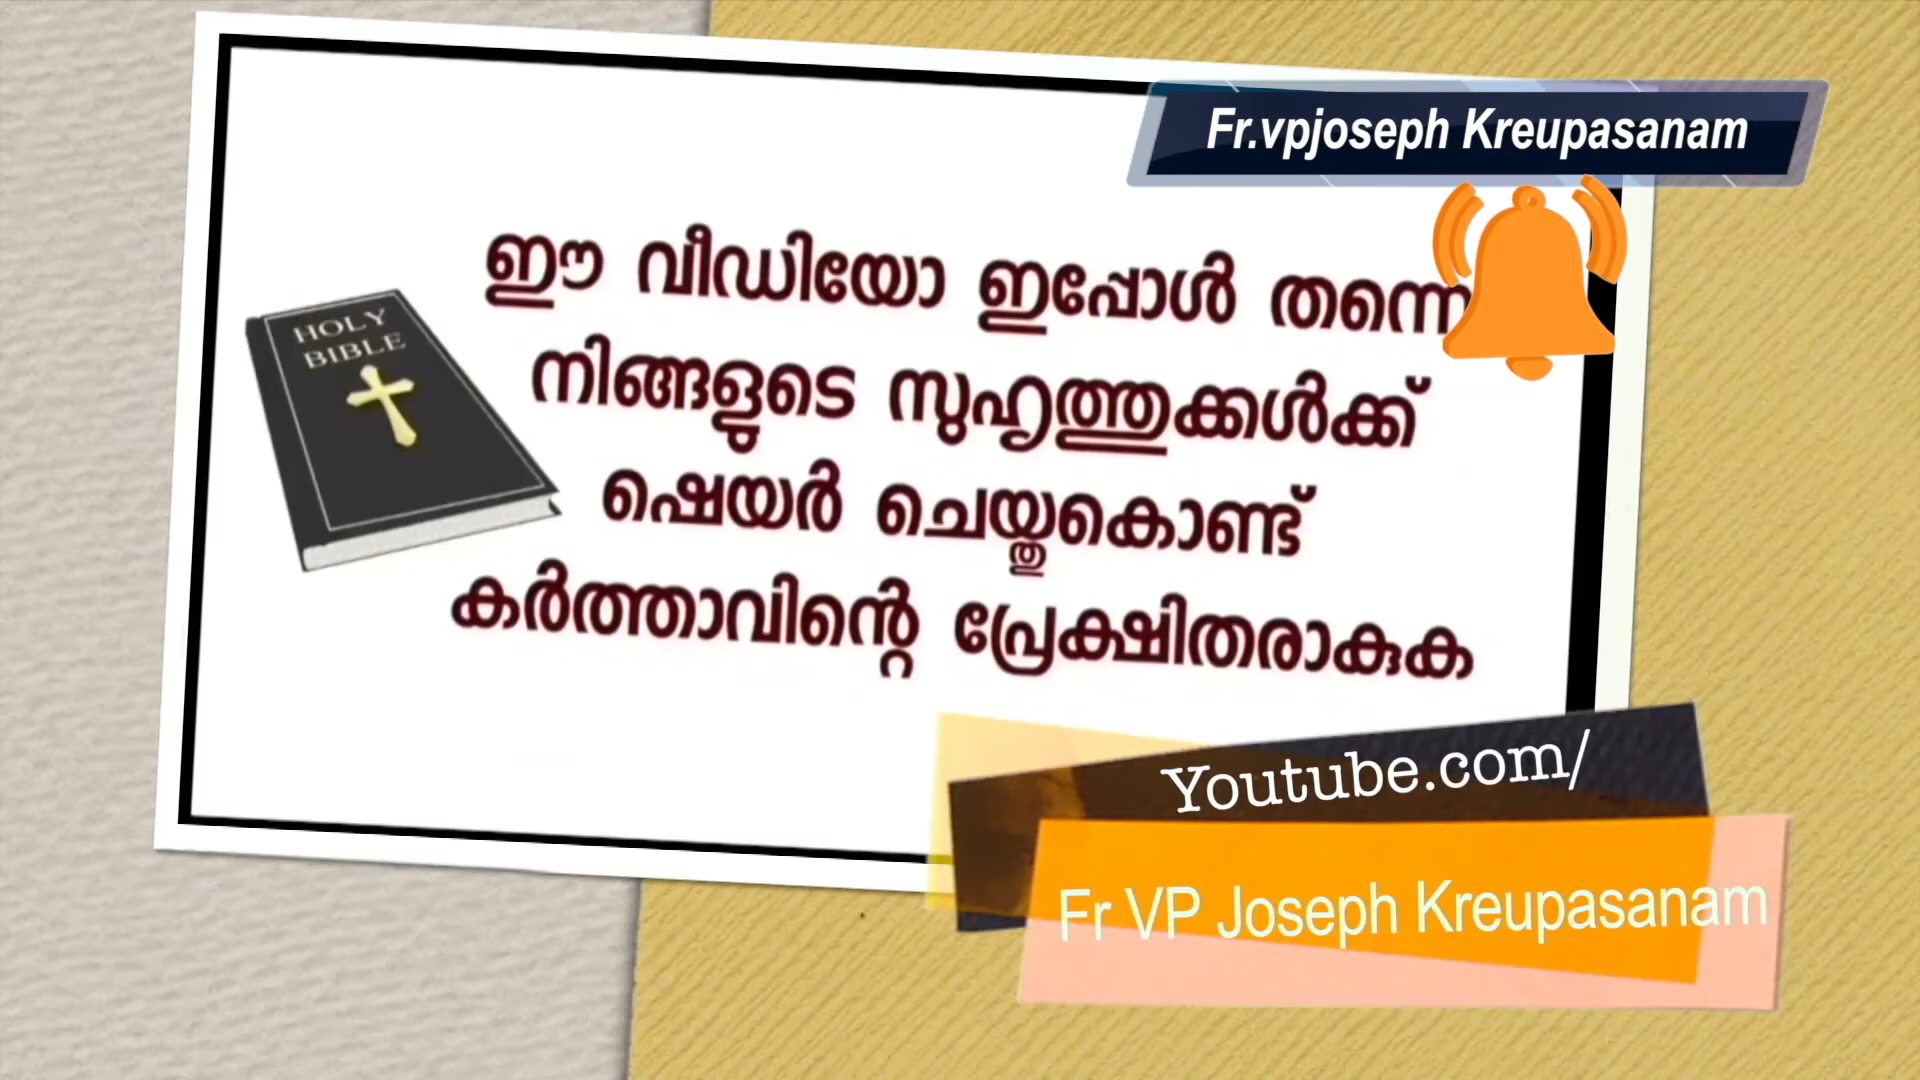 Fr.vpjoseph Kreupasanam
HOLY
BIBLE
ഈ വീഡിയോ ഇപ്പോൾ തന്നെ
നിങ്ങളുടെ സുഹൃത്തുക്കൾക്ക്
ഷെയർ ചെയ്തുകൊണ്ട്
കർത്താവിന്റെ പ്രേക്ഷിതരാകുക
Youtube.com/
Fr VP Joseph Kreupasanam